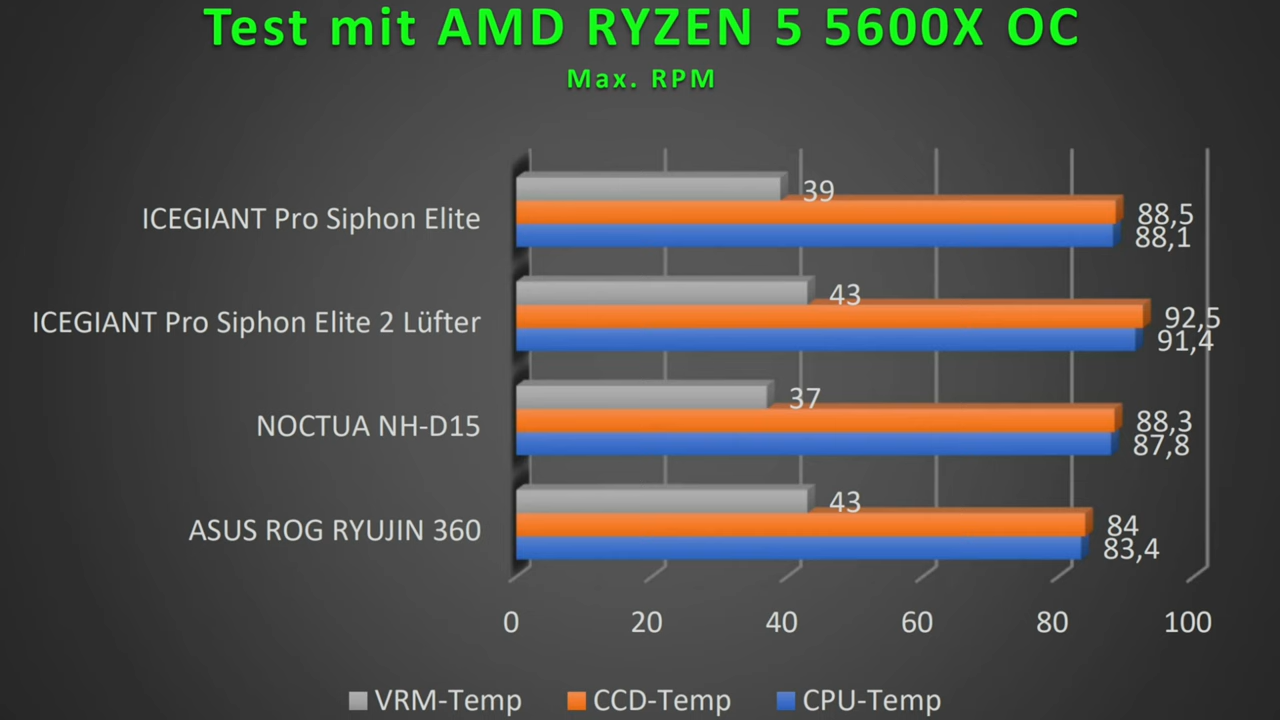 Test mit AMD RYZEN 5 5600X OC
Max. RPM
ICEGIANT Pro Siphon Elite
39
88,5
88,1
ICEGIANT Pro Siphon Elite 2 Lüfter
43
92,5
91,4
NOCTUA NH-D15
37
88,3
87,8
ASUS ROG RYUJIN 360
43
84
83,4
0 20 40 60 80 100
VRM-Temp CCD-Temp CPU-Temp